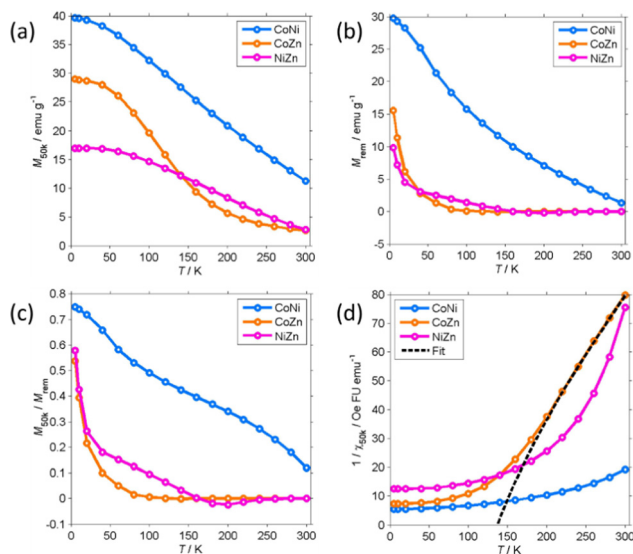 (a)
40
35
30
25
20
15
10
5
0
M50k / emu g⁻¹
CoNi
CoZn
NiZn
0 50 100 150 200 250 300
T / K
(b)
30
25
20
15
10
5
0
-5
Mrem / emu g⁻¹
CoNi
CoZn
NiZn
0 50 100 150 200 250 300
T / K
(c)
0.8
0.7
0.6
0.5
0.4
0.3
0.2
0.1
0
-0.1
M50k / Mrem
CoNi
CoZn
NiZn
0 50 100 150 200 250 300
T / K
(d)
80
70
60
50
40
30
20
10
0
1 / χ50k / Oe FU emu⁻¹
CoNi
CoZn
NiZn
Fit
0 50 100 150 200 250 300
T / K